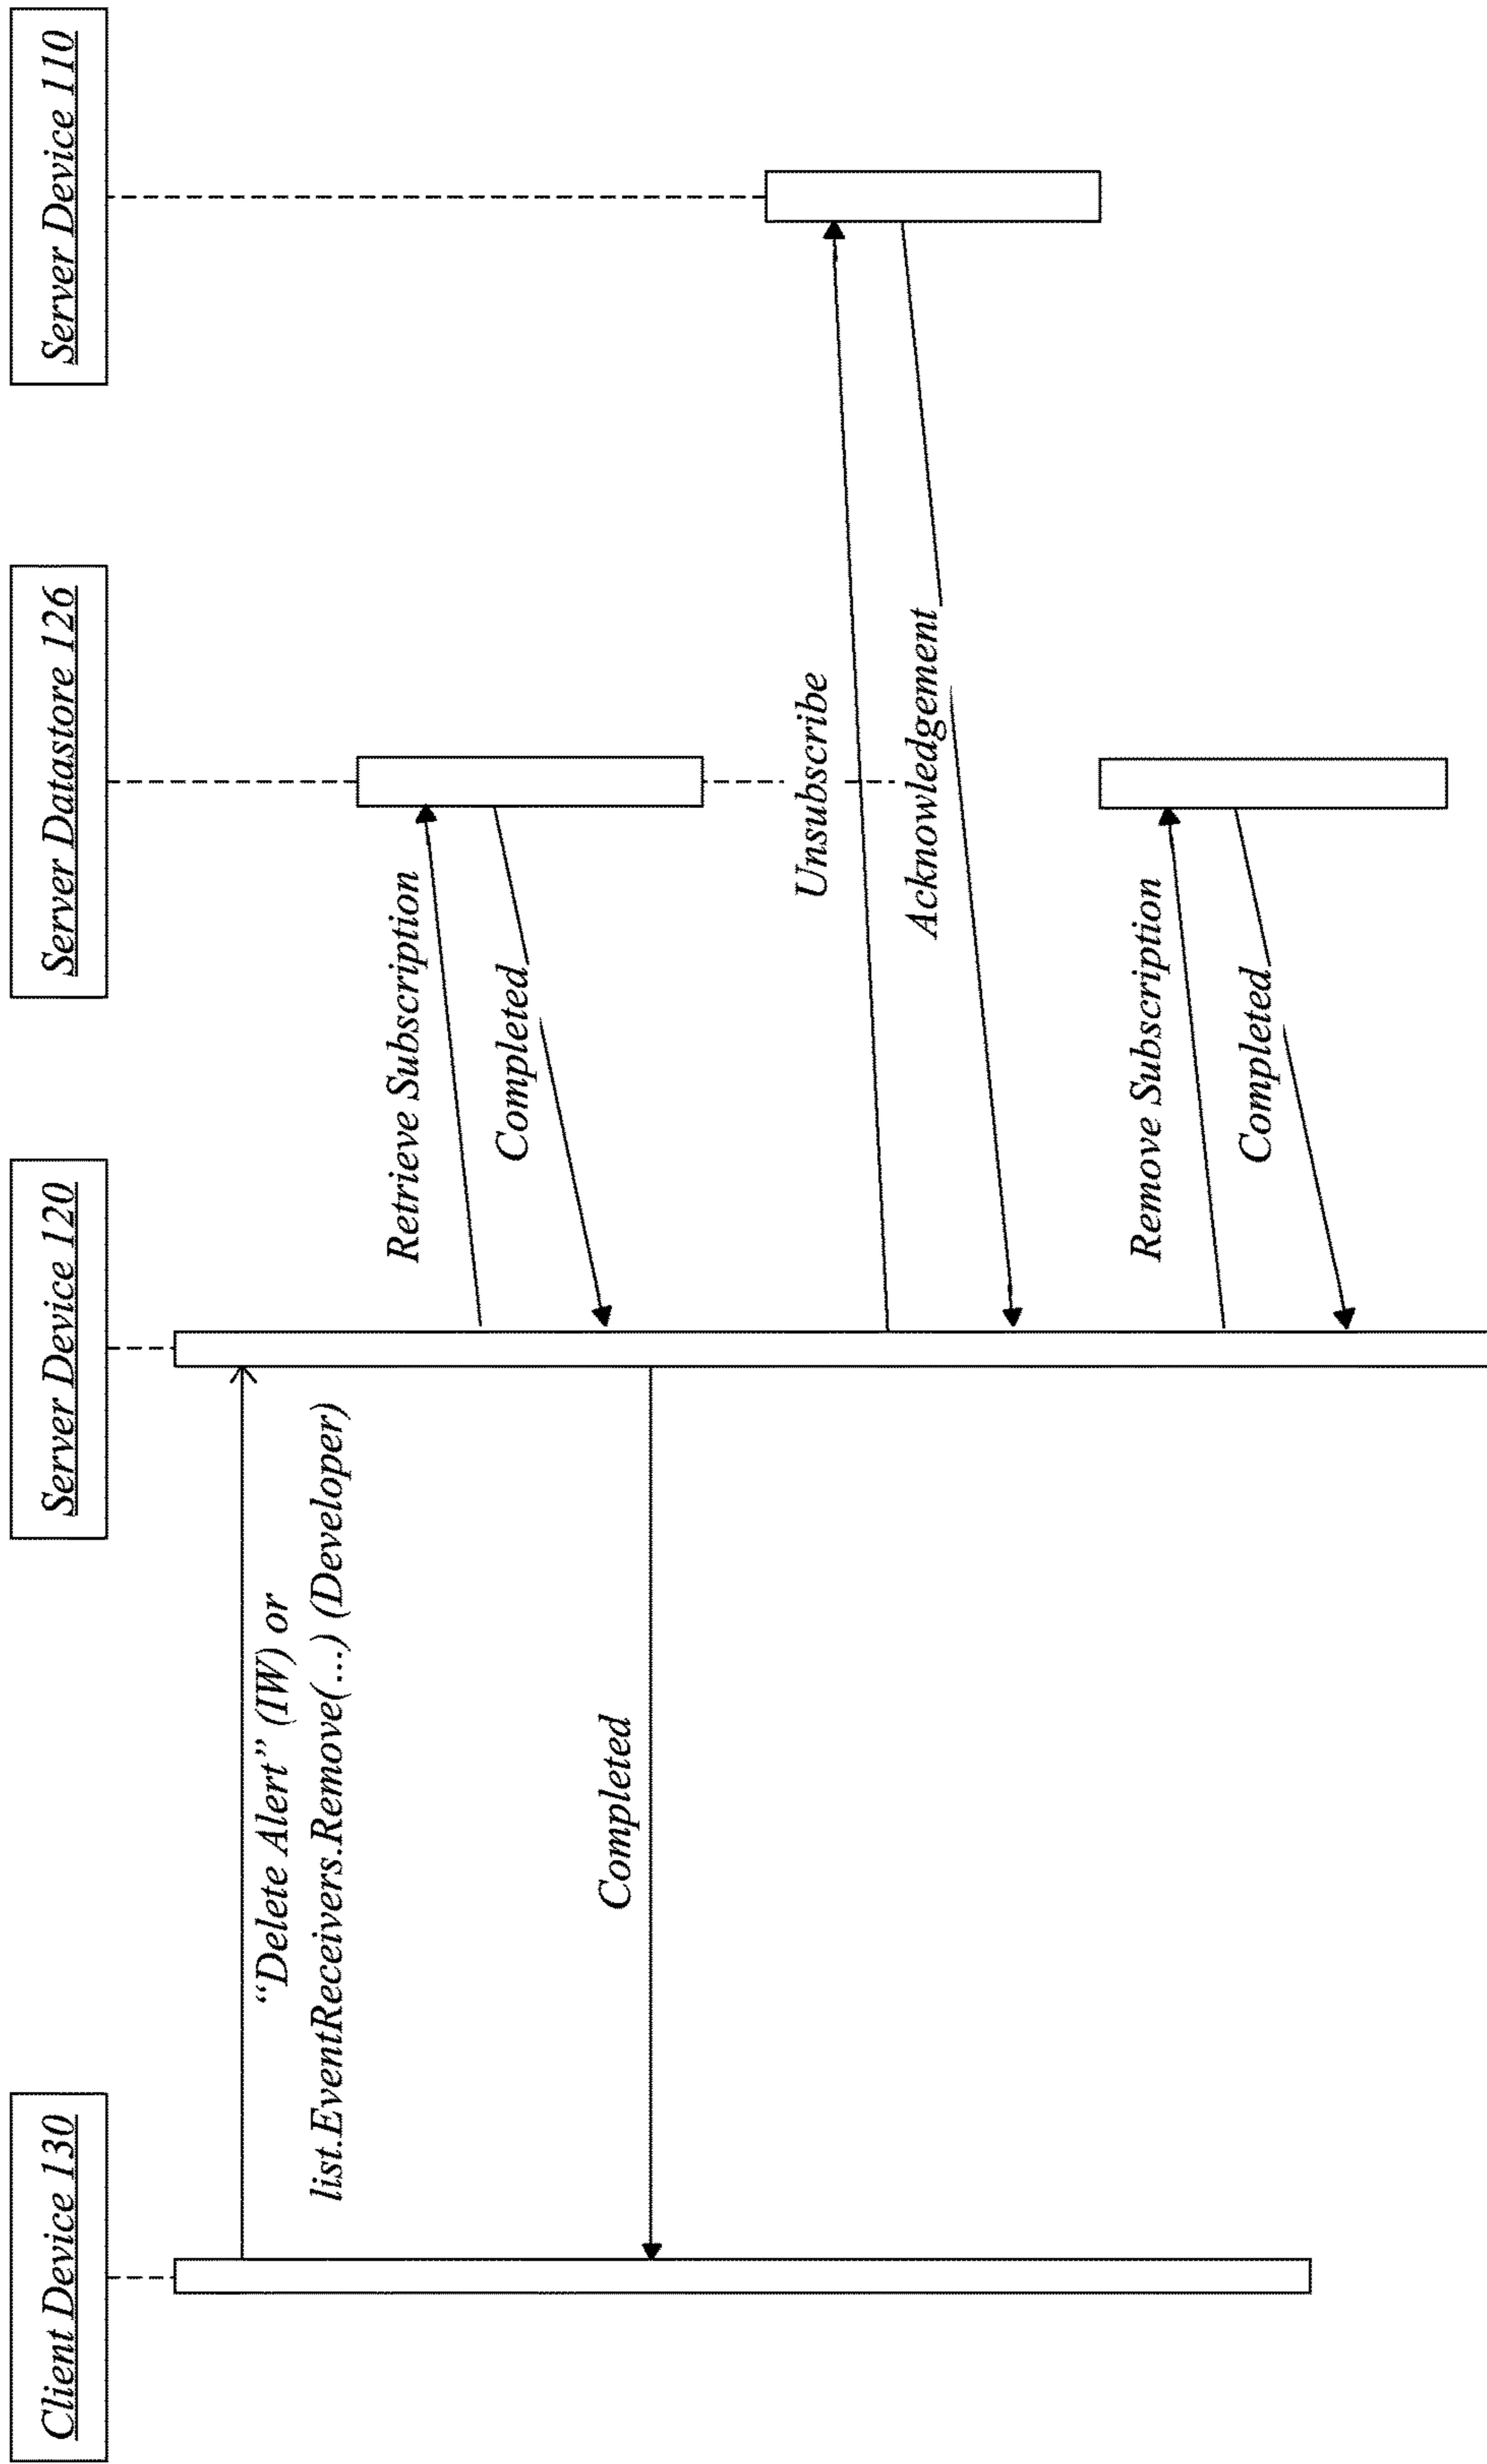 Client Device 130
Server Device 120
Server Datastore 126
Server Device 110
“Delete Alert” (IW) or
list.EventReceivers.Remove(...) (Developer)
Retrieve Subscription
Completed
Completed
Unsubscribe
Acknowledgement
Remove Subscription
Completed